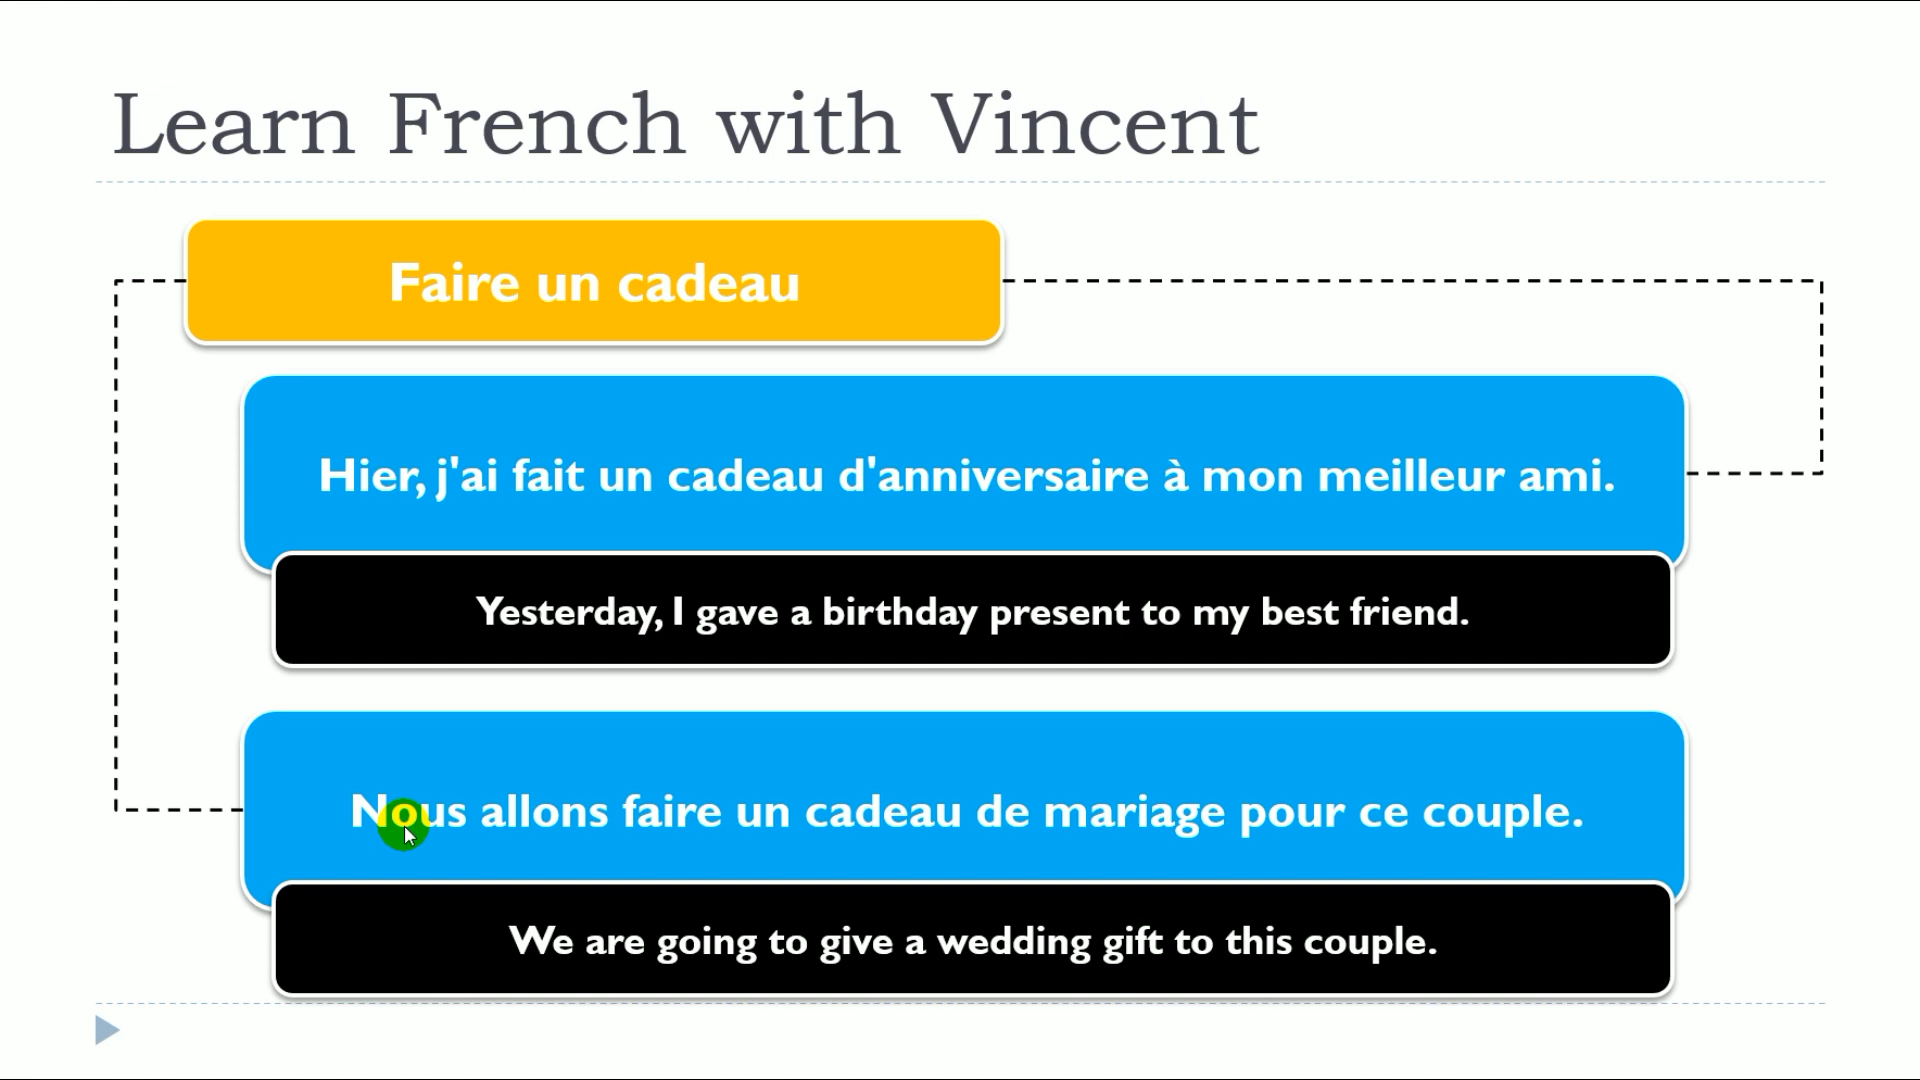 Learn French with Vincent
Faire un cadeau
Hier, j'ai fait un cadeau d'anniversaire à mon meilleur ami.
Yesterday, I gave a birthday present to my best friend.
Nous allons faire un cadeau de mariage pour ce couple.
We are going to give a wedding gift to this couple.